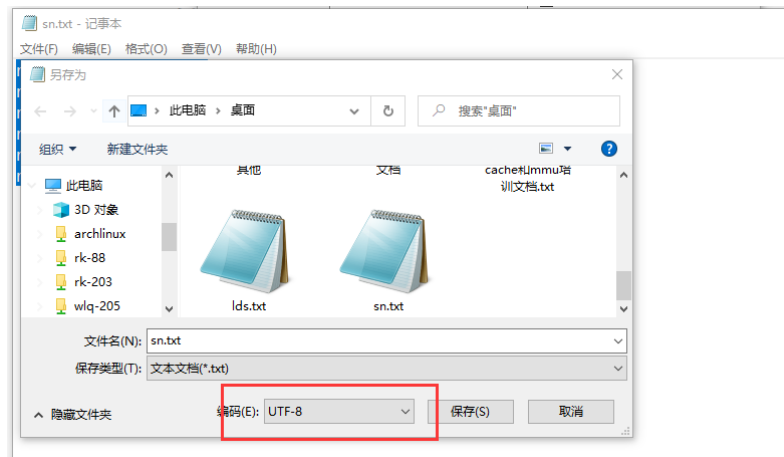 sn.txt - 记事本
文件(F) 编辑(E) 格式(O) 查看(V) 帮助(H)
另存为
此电脑 › 桌面
搜索"桌面"
组织 新建文件夹
此电脑
3D 对象
archlinux
rk-88
rk-203
wlq-205
其他
文档
cache和mmu培
训文档.txt
lds.txt
sn.txt
文件名(N): sn.txt
保存类型(T): 文本文档(*.txt)
隐藏文件夹
编码(E): UTF-8
保存(S)
取消